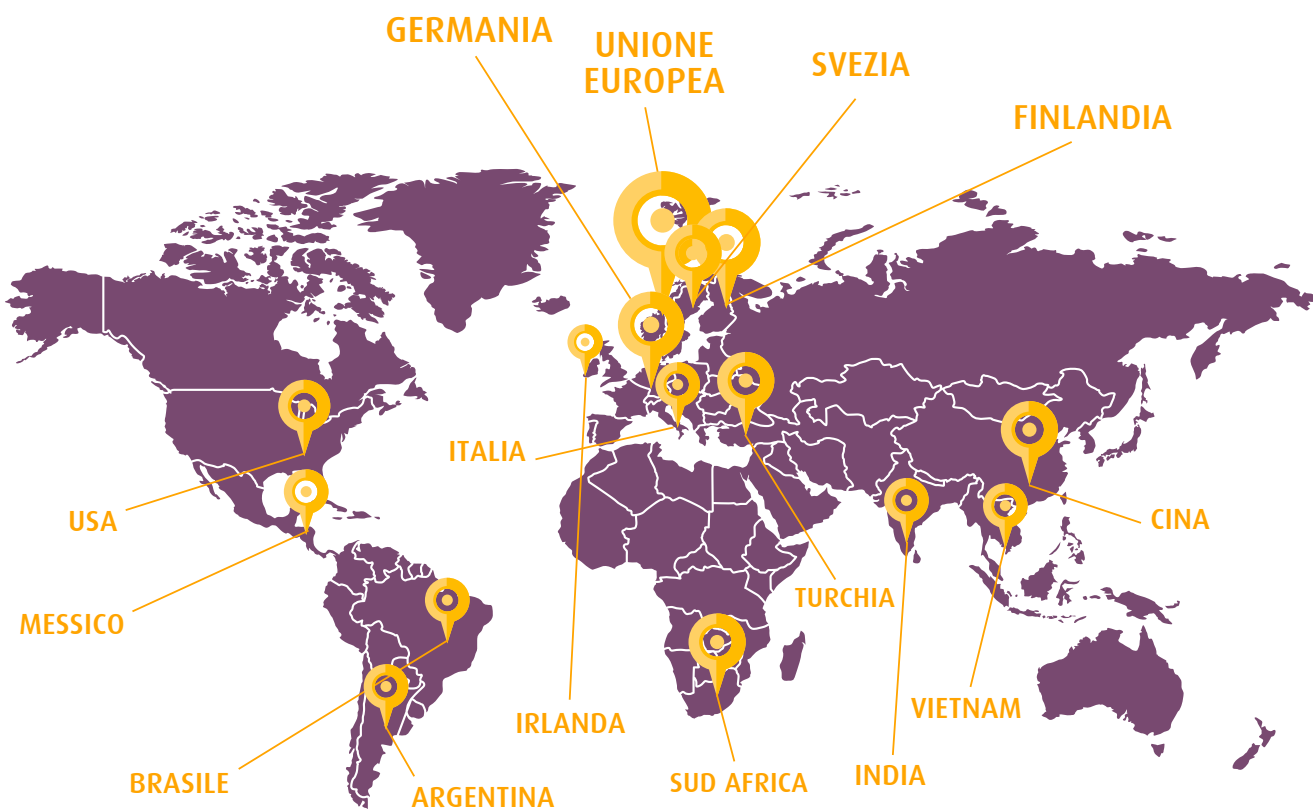 GERMANIA
UNIONE
EUROPEA
SVEZIA
FINLANDIA
ITALIA
USA
CINA
TURCHIA
MESSICO
IRLANDA
VIETNAM
BRASILE
ARGENTINA
SUD AFRICA
INDIA